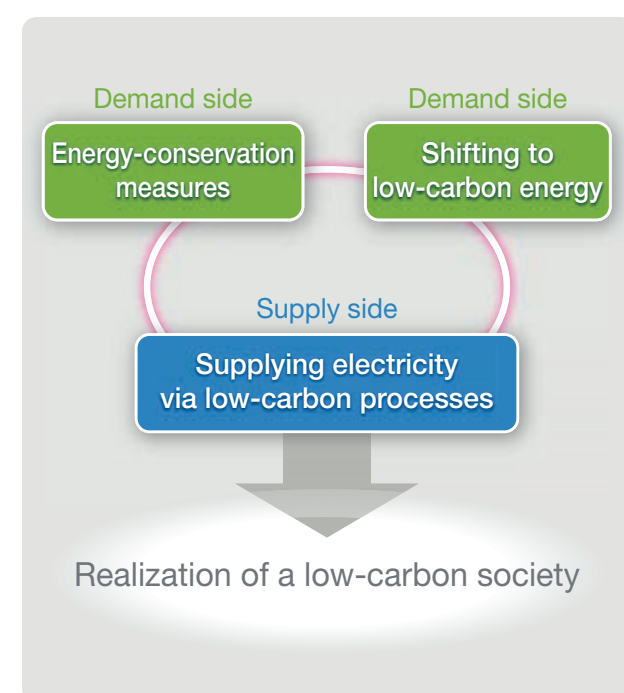 Demand side
Energy-conservation
measures
Demand side
Shifting to
low-carbon energy
Supply side
Supplying electricity
via low-carbon processes
Realization of a low-carbon society